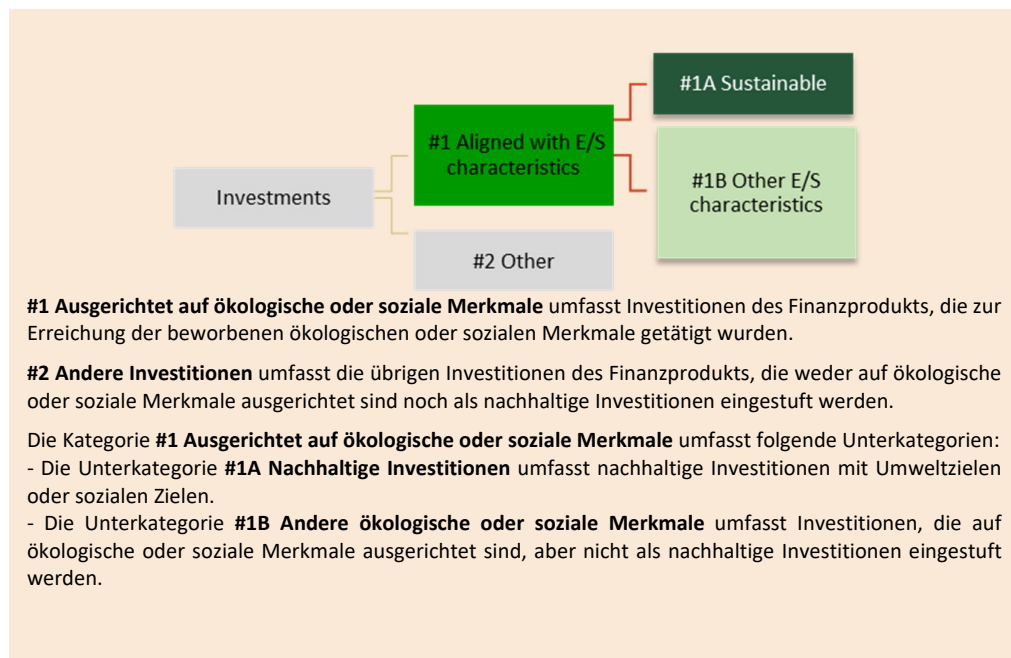 #1A Sustainable
#1 Aligned with E/S
characteristics
#1B Other E/S
characteristics
Investments
#2 Other
#1 Ausgerichtet auf ökologische oder soziale Merkmale umfasst Investitionen des Finanzprodukts, die zur
Erreichung der beworbenen ökologischen oder sozialen Merkmale getätigt wurden.
#2 Andere Investitionen umfasst die übrigen Investitionen des Finanzprodukts, die weder auf ökologische
oder soziale Merkmale ausgerichtet sind noch als nachhaltige Investitionen eingestuft werden.
Die Kategorie #1 Ausgerichtet auf ökologische oder soziale Merkmale umfasst folgende Unterkategorien:
- Die Unterkategorie #1A Nachhaltige Investitionen umfasst nachhaltige Investitionen mit Umweltzielen
oder sozialen Zielen.
- Die Unterkategorie #1B Andere ökologische oder soziale Merkmale umfasst Investitionen, die auf
ökologische oder soziale Merkmale ausgerichtet sind, aber nicht als nachhaltige Investitionen eingestuft
werden.